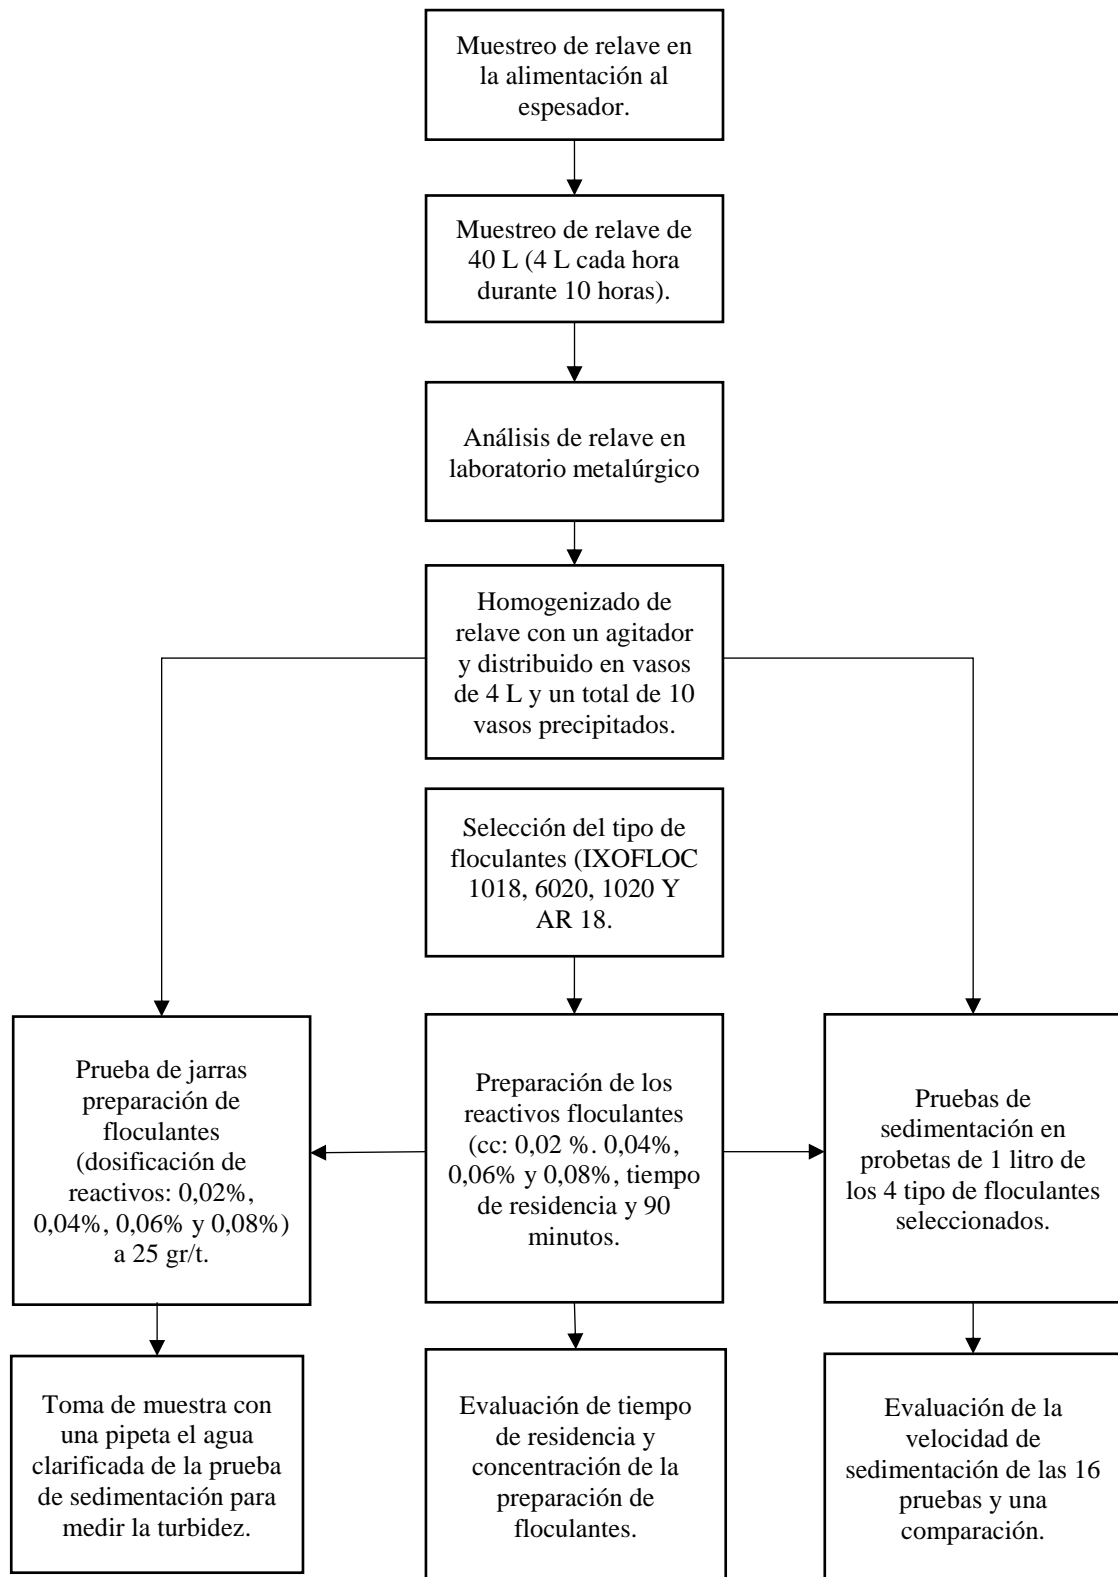 Muestreo de relave en
la alimentación al
espesador.
Muestreo de relave de
40 L (4 L cada hora
durante 10 horas).
Análisis de relave en
laboratorio metalúrgico
Homogenizado de
relave con un agitador
y distribuido en vasos
de 4 L y un total de 10
vasos precipitados.
Selección del tipo de
floculantes (IXOFLOC
1018, 6020, 1020 Y
AR 18.
Prueba de jarras
preparación de
floculantes
(dosificación de
reactivos: 0,02%,
0,04%, 0,06% y 0,08%)
a 25 gr/t.
Preparación de los
reactivos floculantes
(cc: 0,02 %. 0,04%,
0,06% y 0,08%, tiempo
de residencia y 90
minutos.
Pruebas de
sedimentación en
probetas de 1 litro de
los 4 tipo de floculantes
seleccionados.
Toma de muestra con
una pipeta el agua
clarificada de la prueba
de sedimentación para
medir la turbidez.
Evaluación de tiempo
de residencia y
concentración de la
preparación de
floculantes.
Evaluación de la
velocidad de
sedimentación de las 16
pruebas y una
comparación.